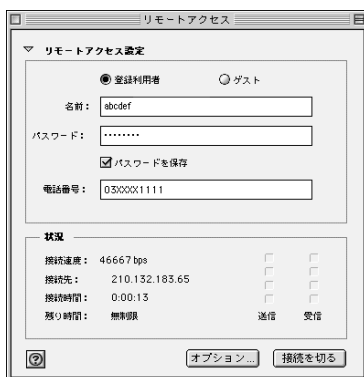 リモートアクセス
リモートアクセス設定
登録利用者 ゲスト
名前： abcdef
パスワード： ••••••••
パスワードを保存
電話番号： 03XXXX1111
状況
接続速度： 46667 bps
接続先： 210.132.183.65
接続時間： 0:00:13
残り時間： 無制限 送信 受信
? オプション... 接続を切る